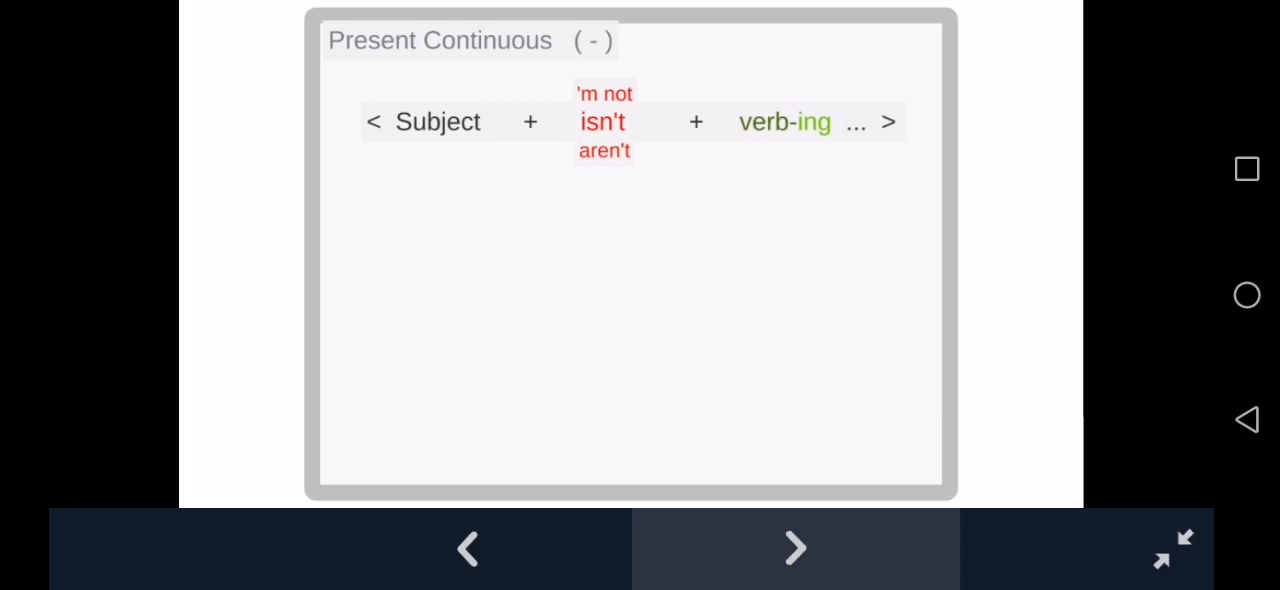 Present Continuous ( - )
'm not
< Subject + isn't + verb-ing ... >
aren't